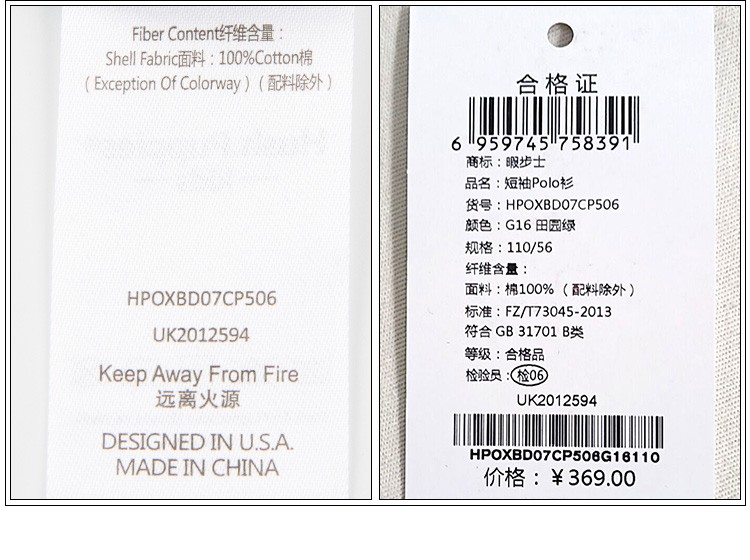 Fiber Content纤维含量：
Shell Fabric面料：100%Cotton棉
（Exception Of Colorway）（配料除外）
HPOXBD07CP506
UK2012594
Keep Away From Fire
远离火源
DESIGNED IN U.S.A.
MADE IN CHINA
合格证
6 959745 758391
商标：暇步士
品名：短袖Polo衫
货号：HPOXBD07CP506
颜色：G16 田园绿
规格：110/56
纤维含量：
面料：棉100% （配料除外）
标准：FZ/T73045-2013
符合 GB 31701 B类
等级：合格品
检验员：检06
UK2012594
HPOXBD07CP506G16110
价格：￥369.00